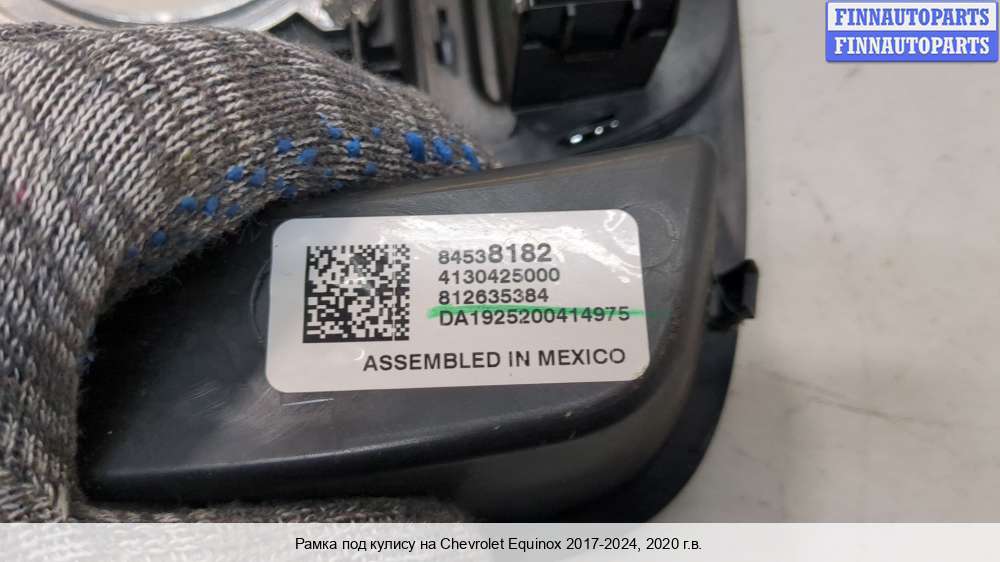 FINNAUTOPARTS
FINNAUTOPARTS
84538182
4130425000
812635384
DA1925200414975
ASSEMBLED IN MEXICO
Рамка под кулису на Chevrolet Equinox 2017-2024, 2020 г.в.